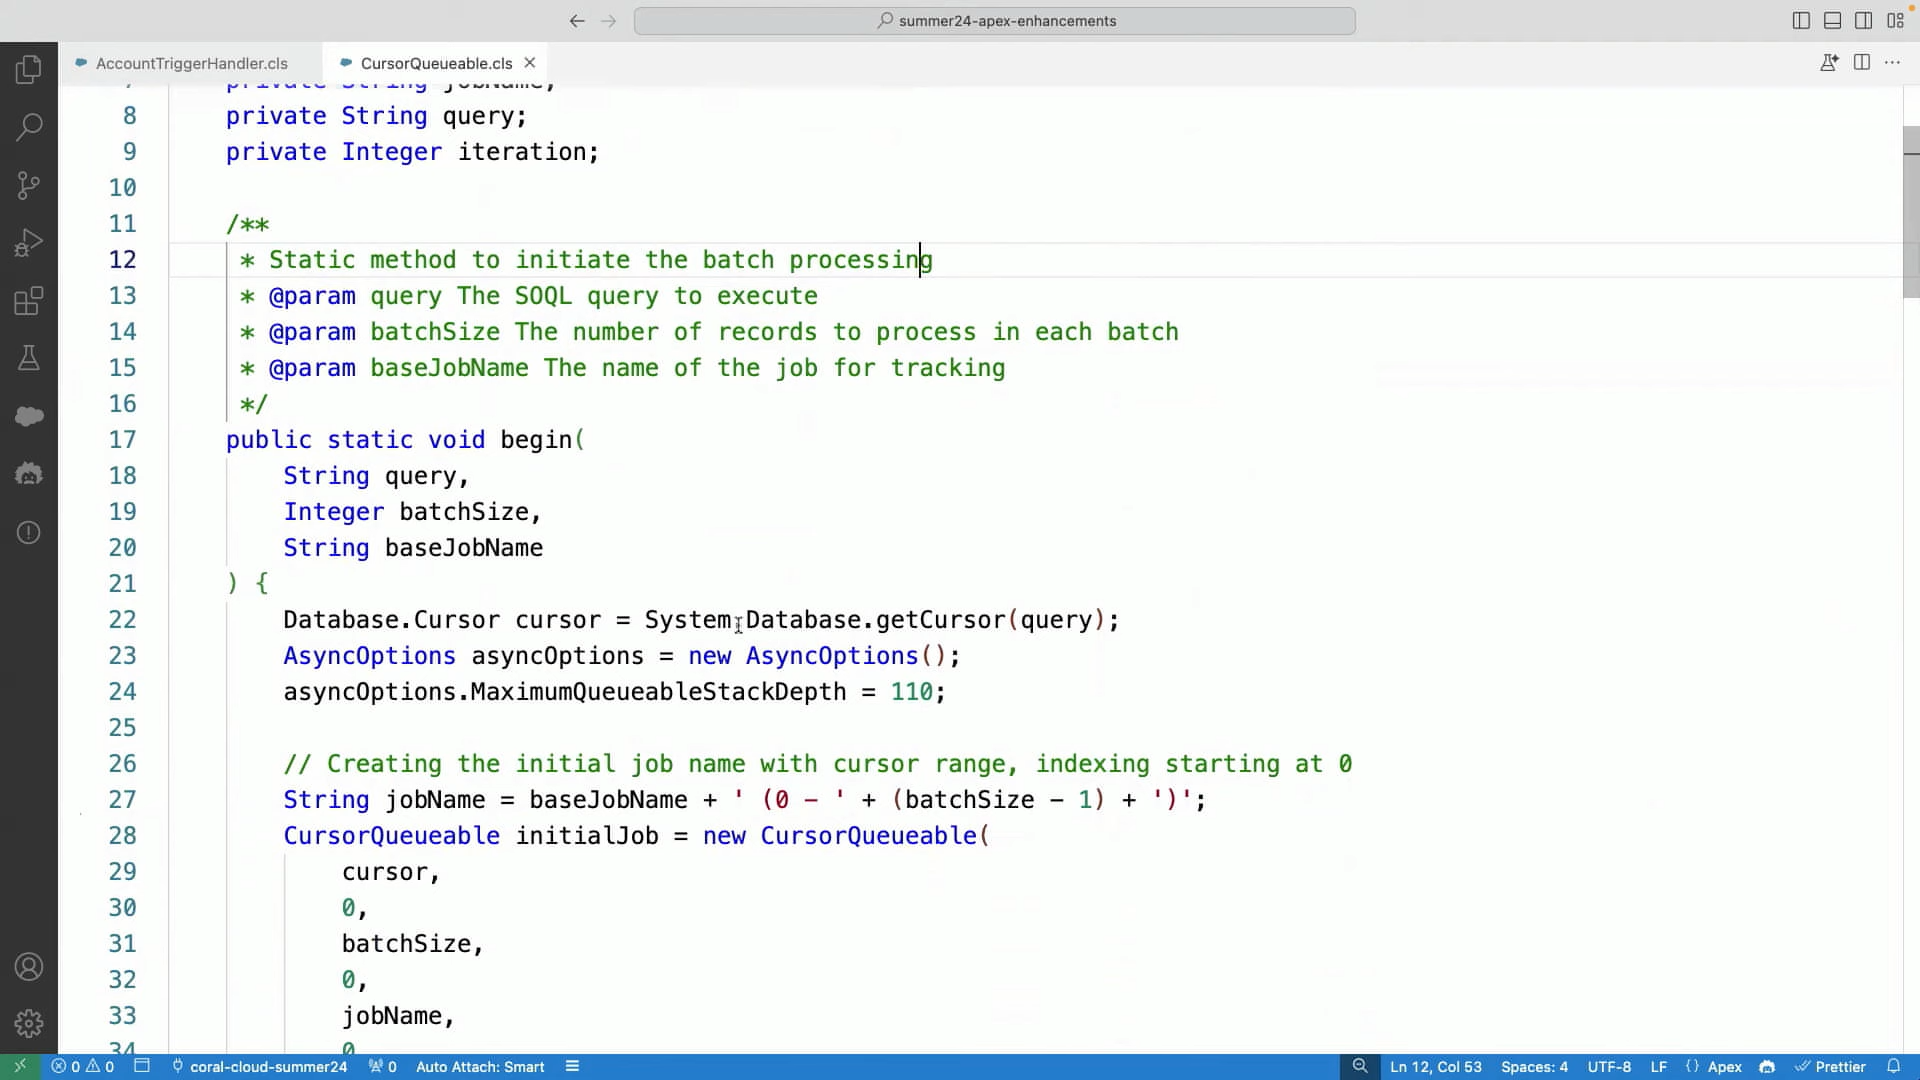 summer24-apex-enhancements
AccountTriggerHandler.cls
CursorQueueable.cls
7 private String jobName;
8 private String query;
9 private Integer iteration;
10
11 /**
12 * Static method to initiate the batch processing
13 * @param query The SOQL query to execute
14 * @param batchSize The number of records to process in each batch
15 * @param baseJobName The name of the job for tracking
16 */
17 public static void begin(
18 String query,
19 Integer batchSize,
20 String baseJobName
21 ) {
22 Database.Cursor cursor = System.Database.getCursor(query);
23 AsyncOptions asyncOptions = new AsyncOptions();
24 asyncOptions.MaximumQueueableStackDepth = 110;
25
26 // Creating the initial job name with cursor range, indexing starting at 0
27 String jobName = baseJobName + ' (0 - ' + (batchSize - 1) + ')';
28 CursorQueueable initialJob = new CursorQueueable(
29 cursor,
30 0,
31 batchSize,
32 0,
33 jobName,
34 0
0 0 coral-cloud-summer24 0 Auto Attach: Smart Ln 12, Col 53 Spaces: 4 UTF-8 LF {} Apex Prettier